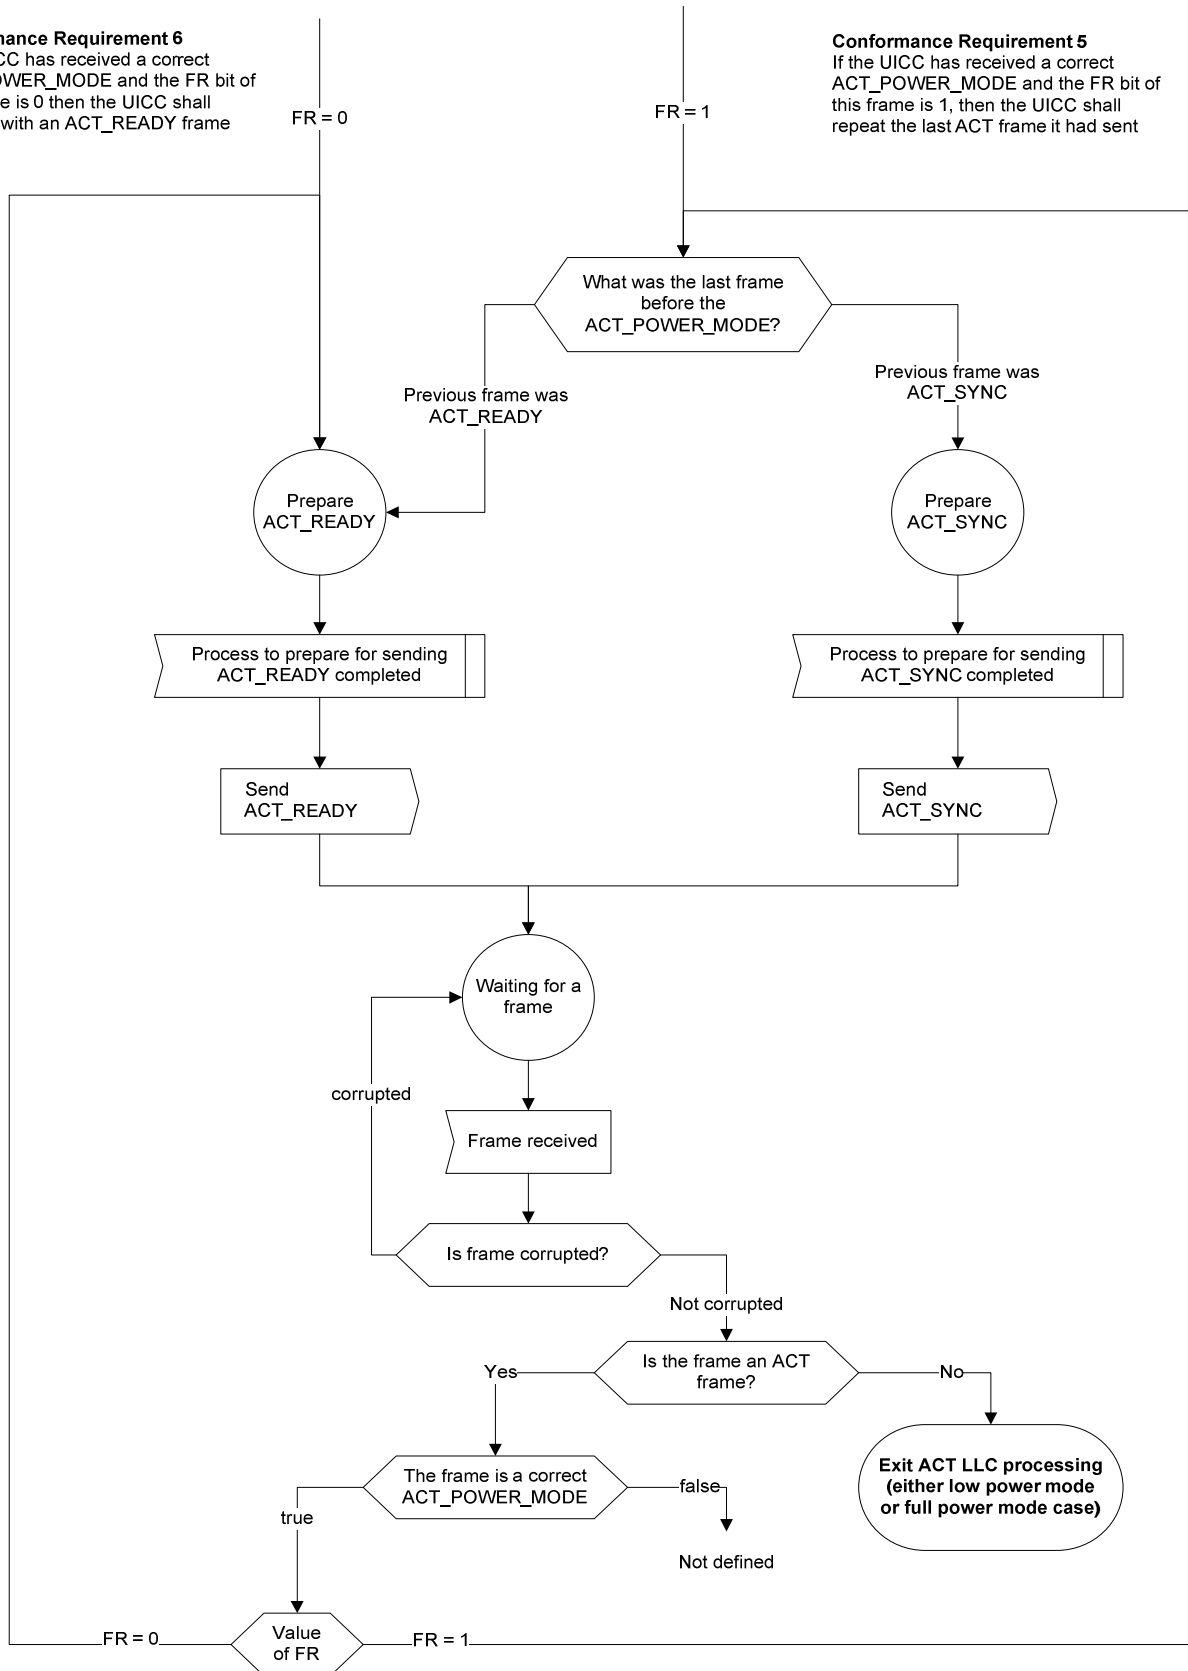 mance Requirement 6
CC has received a correct
OWER_MODE and the FR bit of
e is 0 then the UICC shall
with an ACT_READY frame
FR = 0
FR = 1
Conformance Requirement 5
If the UICC has received a correct
ACT_POWER_MODE and the FR bit of
this frame is 1, then the UICC shall
repeat the last ACT frame it had sent
What was the last frame
before the
ACT_POWER_MODE?
Previous frame was
ACT_READY
Previous frame was
ACT_SYNC
Prepare
ACT_READY
Prepare
ACT_SYNC
Process to prepare for sending
ACT_READY completed
Process to prepare for sending
ACT_SYNC completed
Send
ACT_READY
Send
ACT_SYNC
Waiting for a
frame
corrupted
Frame received
Is frame corrupted?
Not corrupted
Is the frame an ACT
frame?
Yes
No
The frame is a correct
ACT_POWER_MODE
false
true
Not defined
Exit ACT LLC processing
(either low power mode
or full power mode case)
Value
of FR
FR = 0
FR = 1